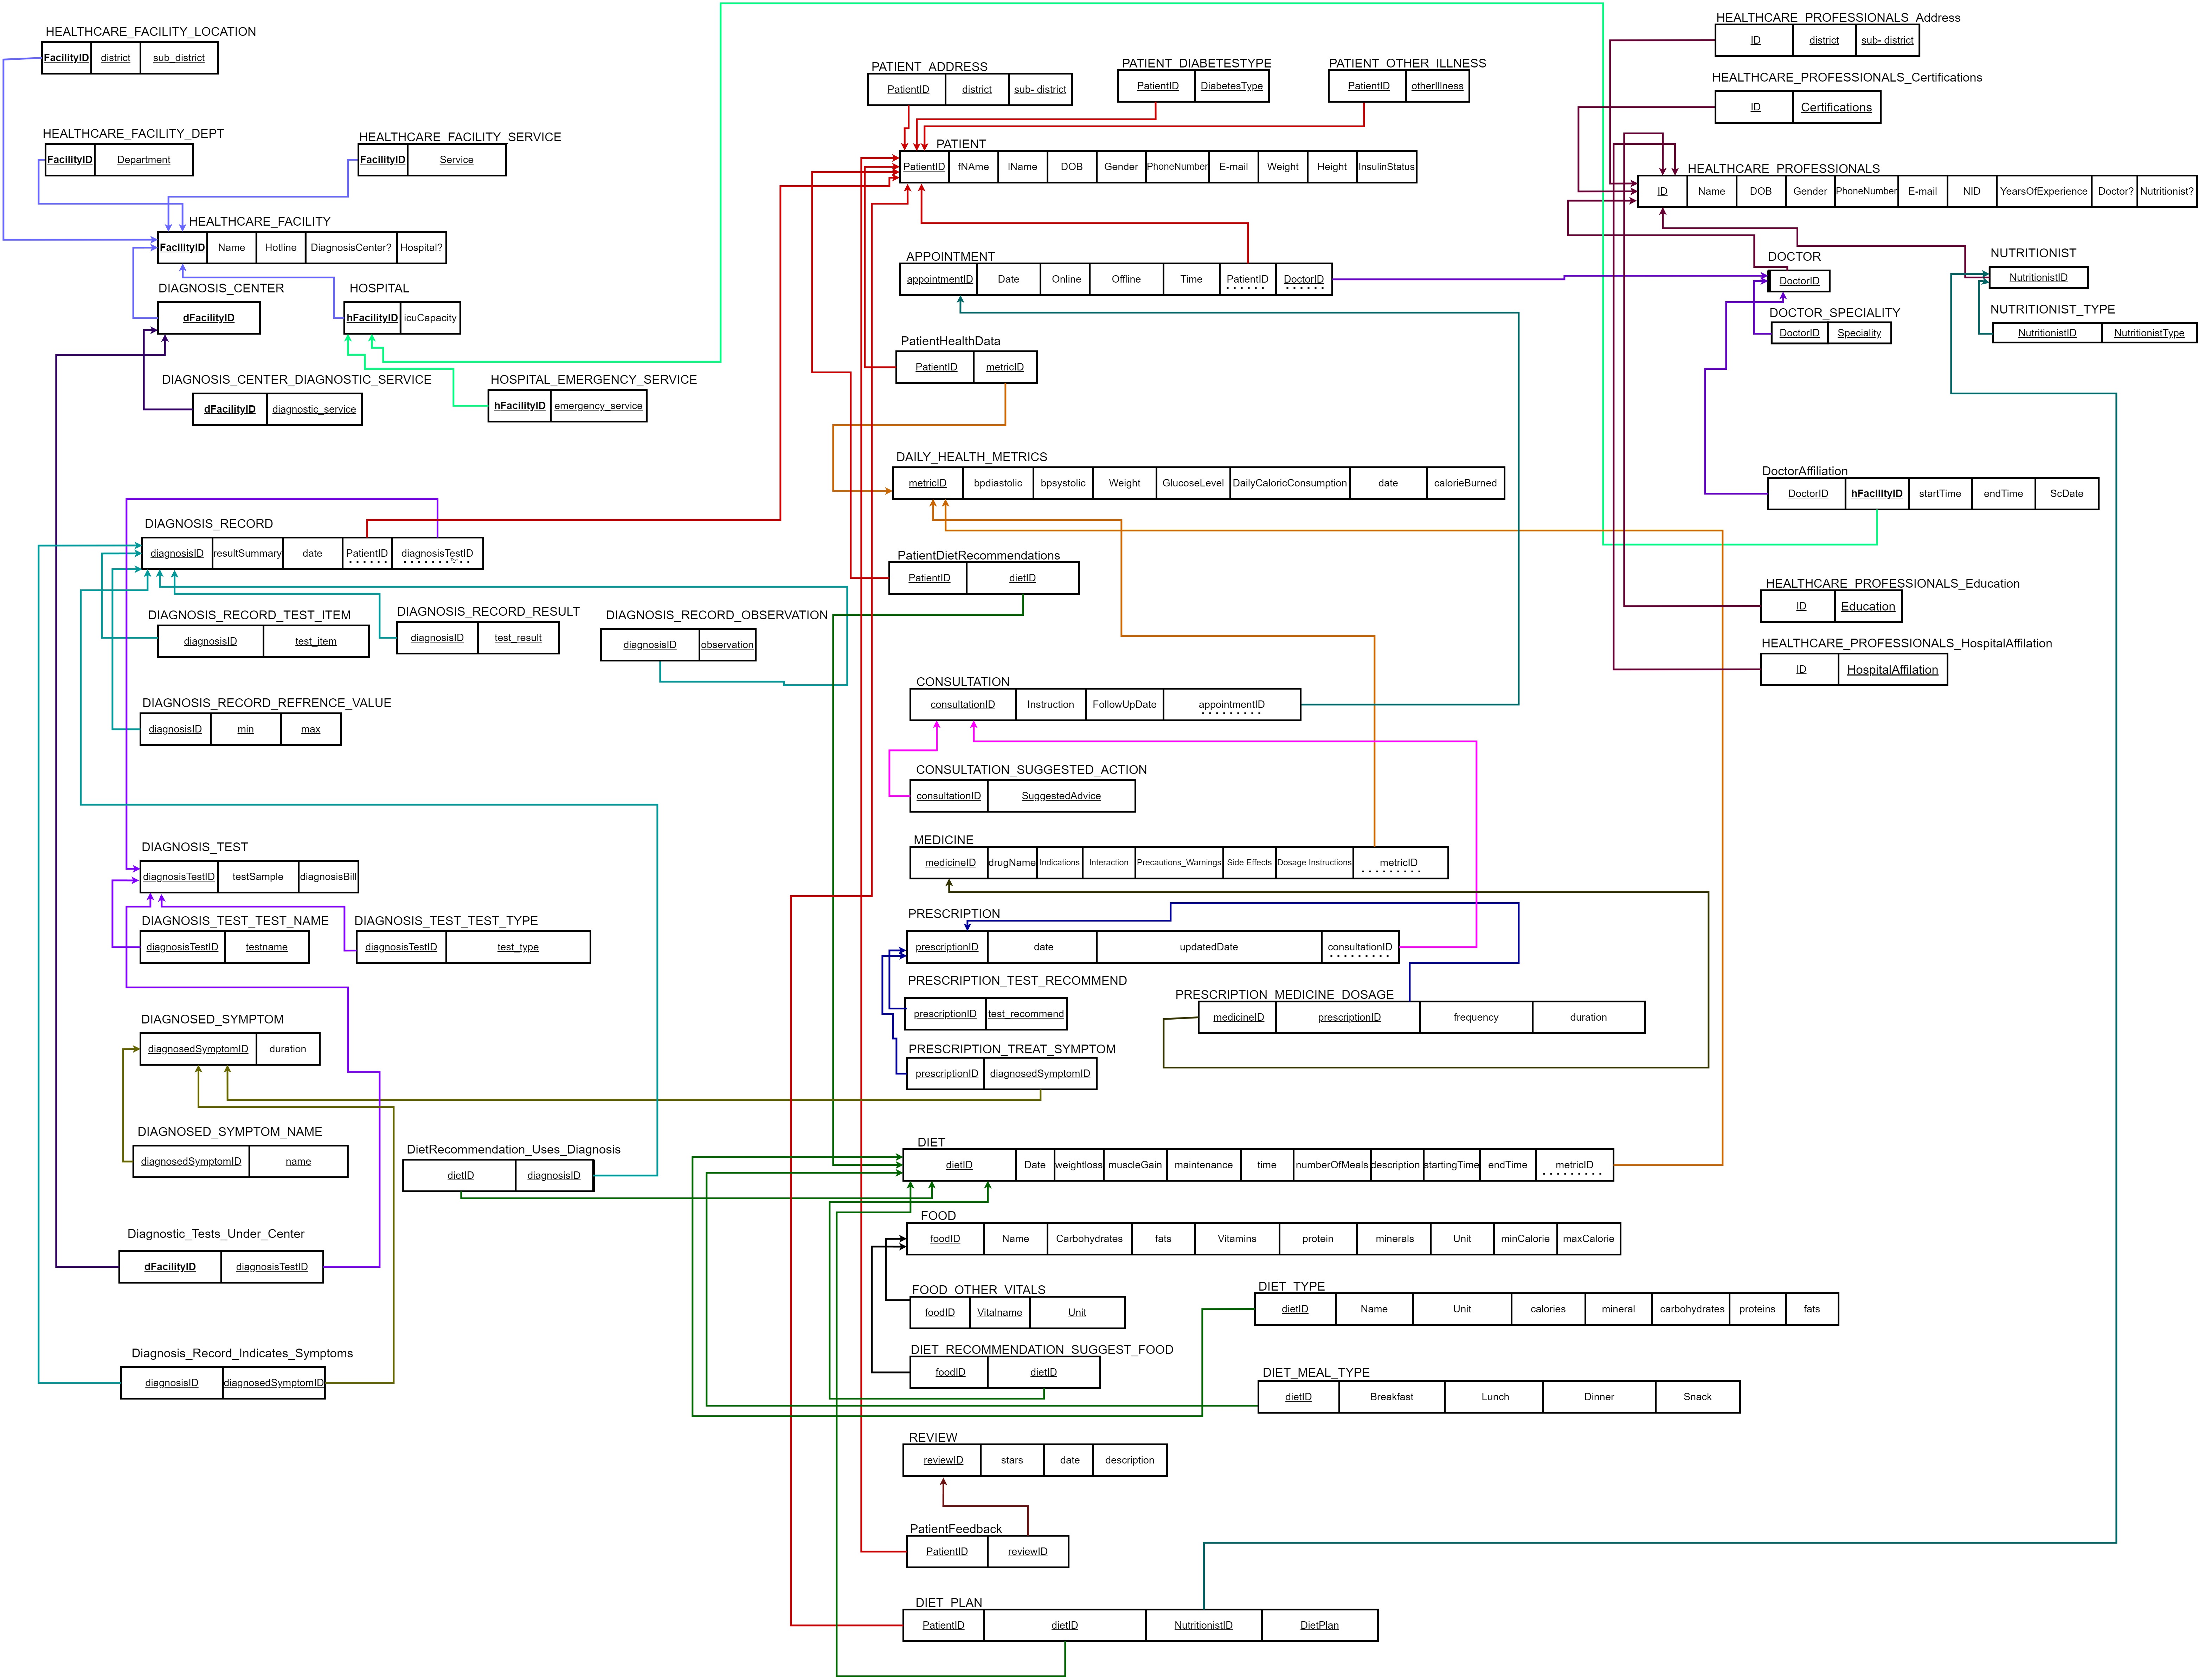 HEALTHCARE_FACILITY_LOCATION
FacilityID district sub_district
HEALTHCARE_FACILITY_DEPT
FacilityID Department
HEALTHCARE_FACILITY_SERVICE
FacilityID Service
HEALTHCARE_FACILITY
FacilityID Name Hotline DiagnosisCenter? Hospital?
DIAGNOSIS_CENTER
dFacilityID
HOSPITAL
hFacilityID icuCapacity
DIAGNOSIS_CENTER_DIAGNOSTIC_SERVICE
dFacilityID diagnostic_service
HOSPITAL_EMERGENCY_SERVICE
hFacilityID emergency_service
DIAGNOSIS_RECORD
diagnosisID resultSummary date PatientID diagnosisTestID
DIAGNOSIS_RECORD_TEST_ITEM
diagnosisID test_item
DIAGNOSIS_RECORD_RESULT
diagnosisID test_result
DIAGNOSIS_RECORD_OBSERVATION
diagnosisID observation
DIAGNOSIS_RECORD_REFRENCE_VALUE
diagnosisID min max
DIAGNOSIS_TEST
diagnosisTestID testSample diagnosisBill
DIAGNOSIS_TEST_TEST_NAME
diagnosisTestID testname
DIAGNOSIS_TEST_TEST_TYPE
diagnosisTestID test_type
DIAGNOSED_SYMPTOM
diagnosedSymptomID duration
DIAGNOSED_SYMPTOM_NAME
diagnosedSymptomID name
DietRecommendation_Uses_Diagnosis
dietID diagnosisID
Diagnostic_Tests_Under_Center
dFacilityID diagnosisTestID
Diagnosis_Record_Indicates_Symptoms
diagnosisID diagnosedSymptomID
PATIENT_ADDRESS
PatientID district sub- district
PATIENT_DIABETESTYPE
PatientID DiabetesType
PATIENT_OTHER_ILLNESS
PatientID otherIllness
PATIENT
PatientID fNAme lName DOB Gender PhoneNumber E-mail Weight Height InsulinStatus
APPOINTMENT
appointmentID Date Online Offline Time PatientID DoctorID
PatientHealthData
PatientID metricID
DAILY_HEALTH_METRICS
metricID bpdiastolic bpsystolic Weight GlucoseLevel DailyCaloricConsumption date calorieBurned
PatientDietRecommendations
PatientID dietID
CONSULTATION
consultationID Instruction FollowUpDate appointmentID
CONSULTATION_SUGGESTED_ACTION
consultationID SuggestedAdvice
MEDICINE
medicineID drugName Indications Interaction Precautions_Warnings Side Effects Dosage Instructions metricID
PRESCRIPTION
prescriptionID date updatedDate consultationID
PRESCRIPTION_TEST_RECOMMEND
prescriptionID test_recommend
PRESCRIPTION_MEDICINE_DOSAGE
medicineID prescriptionID frequency duration
PRESCRIPTION_TREAT_SYMPTOM
prescriptionID diagnosedSymptomID
DIET
dietID Date weightloss muscleGain maintenance time numberOfMeals description startingTime endTime metricID
FOOD
foodID Name Carbohydrates fats Vitamins protein minerals Unit minCalorie maxCalorie
FOOD_OTHER_VITALS
foodID Vitalname Unit
DIET_TYPE
dietID Name Unit calories mineral carbohydrates proteins fats
DIET_RECOMMENDATION_SUGGEST_FOOD
foodID dietID
DIET_MEAL_TYPE
dietID Breakfast Lunch Dinner Snack
REVIEW
reviewID stars date description
PatientFeedback
PatientID reviewID
DIET_PLAN
PatientID dietID NutritionistID DietPlan
HEALTHCARE_PROFESSIONALS_Address
ID district sub- district
HEALTHCARE_PROFESSIONALS_Certifications
ID Certifications
HEALTHCARE_PROFESSIONALS
ID Name DOB Gender PhoneNumber E-mail NID YearsOfExperience Doctor? Nutritionist?
DOCTOR
DoctorID
NUTRITIONIST
NutritionistID
DOCTOR_SPECIALITY
DoctorID Speciality
NUTRITIONIST_TYPE
NutritionistID NutritionistType
DoctorAffiliation
DoctorID hFacilityID startTime endTime ScDate
HEALTHCARE_PROFESSIONALS_Education
ID Education
HEALTHCARE_PROFESSIONALS_HospitalAffilation
ID HospitalAffilation